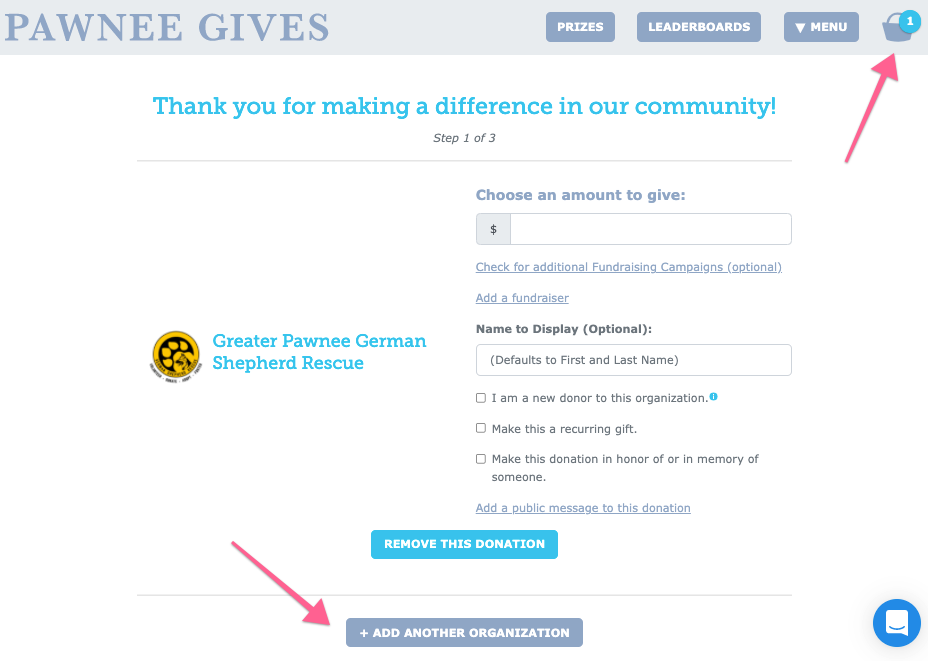 PAWNEE GIVES
PRIZES
LEADERBOARDS
▼ MENU
1
Thank you for making a difference in our community!
Step 1 of 3
Choose an amount to give:
$
Check for additional Fundraising Campaigns (optional)
Add a fundraiser
Greater Pawnee German
Shepherd Rescue
Name to Display (Optional):
(Defaults to First and Last Name)
I am a new donor to this organization.
Make this a recurring gift.
Make this donation in honor of or in memory of
someone.
Add a public message to this donation
REMOVE THIS DONATION
+ ADD ANOTHER ORGANIZATION